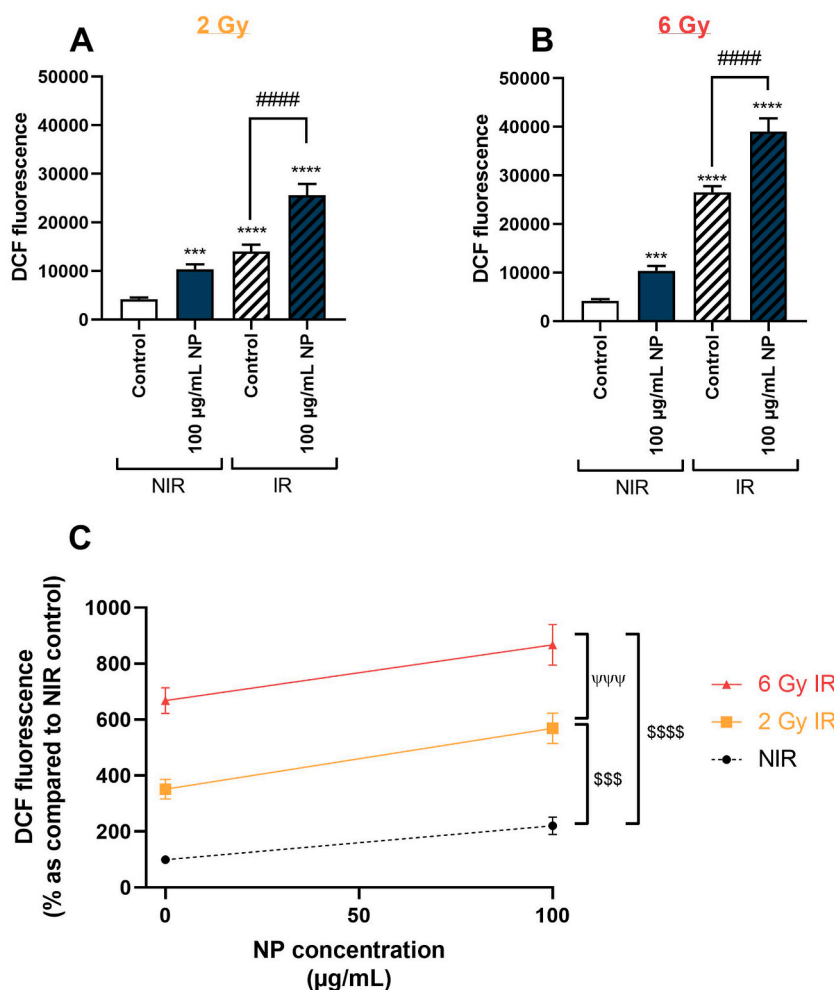 A
2 Gy
50000
40000
30000
20000
10000
0
DCF fluorescence
***
****
####
****
Control
100 µg/mL NP
Control
100 µg/mL NP
NIR
IR
B
6 Gy
50000
40000
30000
20000
10000
0
DCF fluorescence
***
****
####
****
Control
100 µg/mL NP
Control
100 µg/mL NP
NIR
IR
C
1000
800
600
400
200
0
DCF fluorescence
(% as compared to NIR control)
0
50
100
NP concentration
(µg/mL)
ψψψ
$$$
$$$$
6 Gy IR
2 Gy IR
NIR